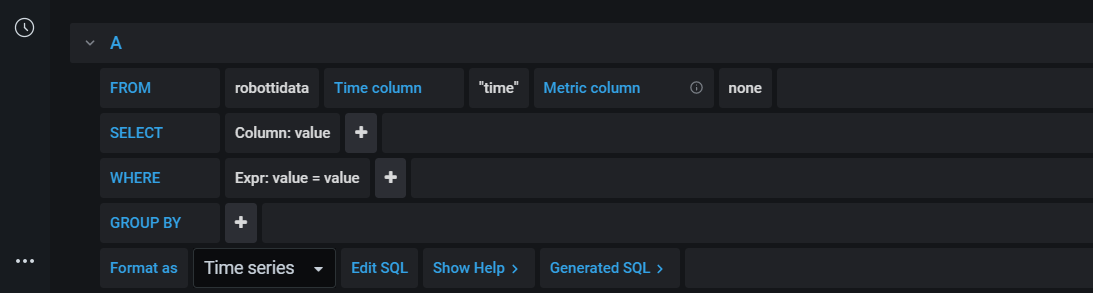 A
FROM robottidata Time column "time" Metric column none
SELECT Column: value +
WHERE Expr: value = value +
GROUP BY +
Format as Time series Edit SQL Show Help > Generated SQL >